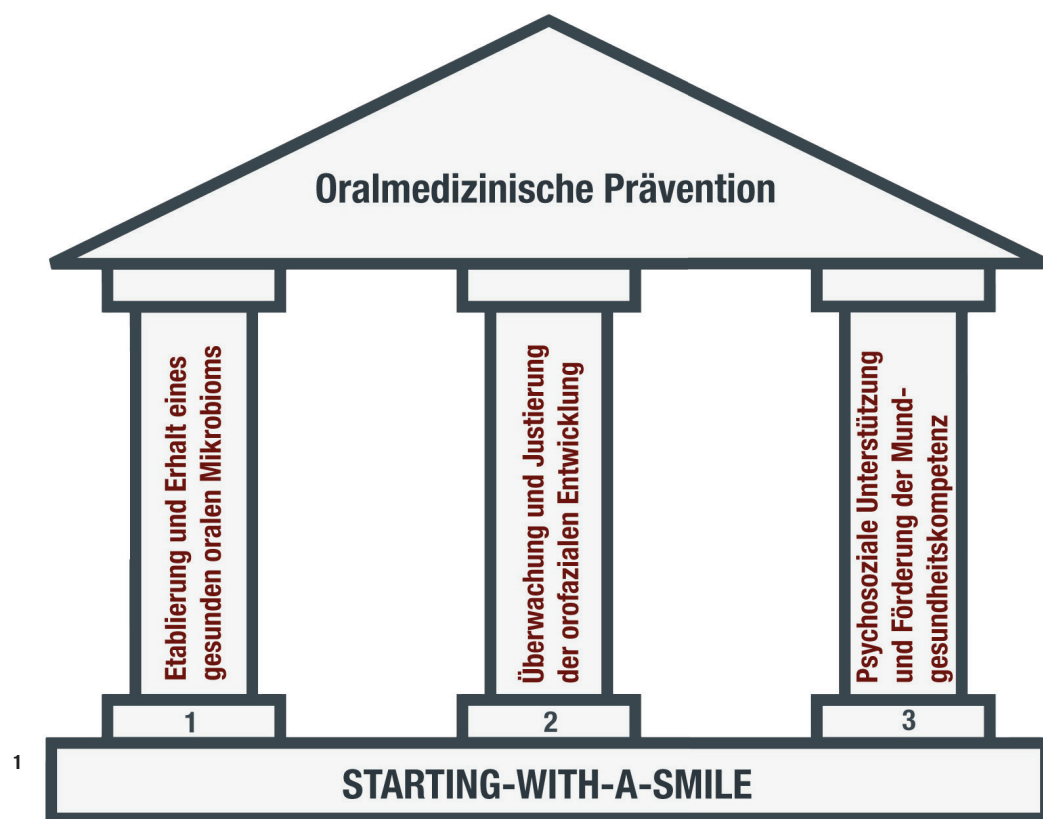 Oralmedizinische Prävention
Etablierung und Erhalt eines
gesunden oralen Mikrobioms
Überwachung und Justierung
der orofazialen Entwicklung
Psychosoziale Unterstützung
und Förderung der Mund-
gesundheitskompetenz
1
2
3
1
STARTING-WITH-A-SMILE